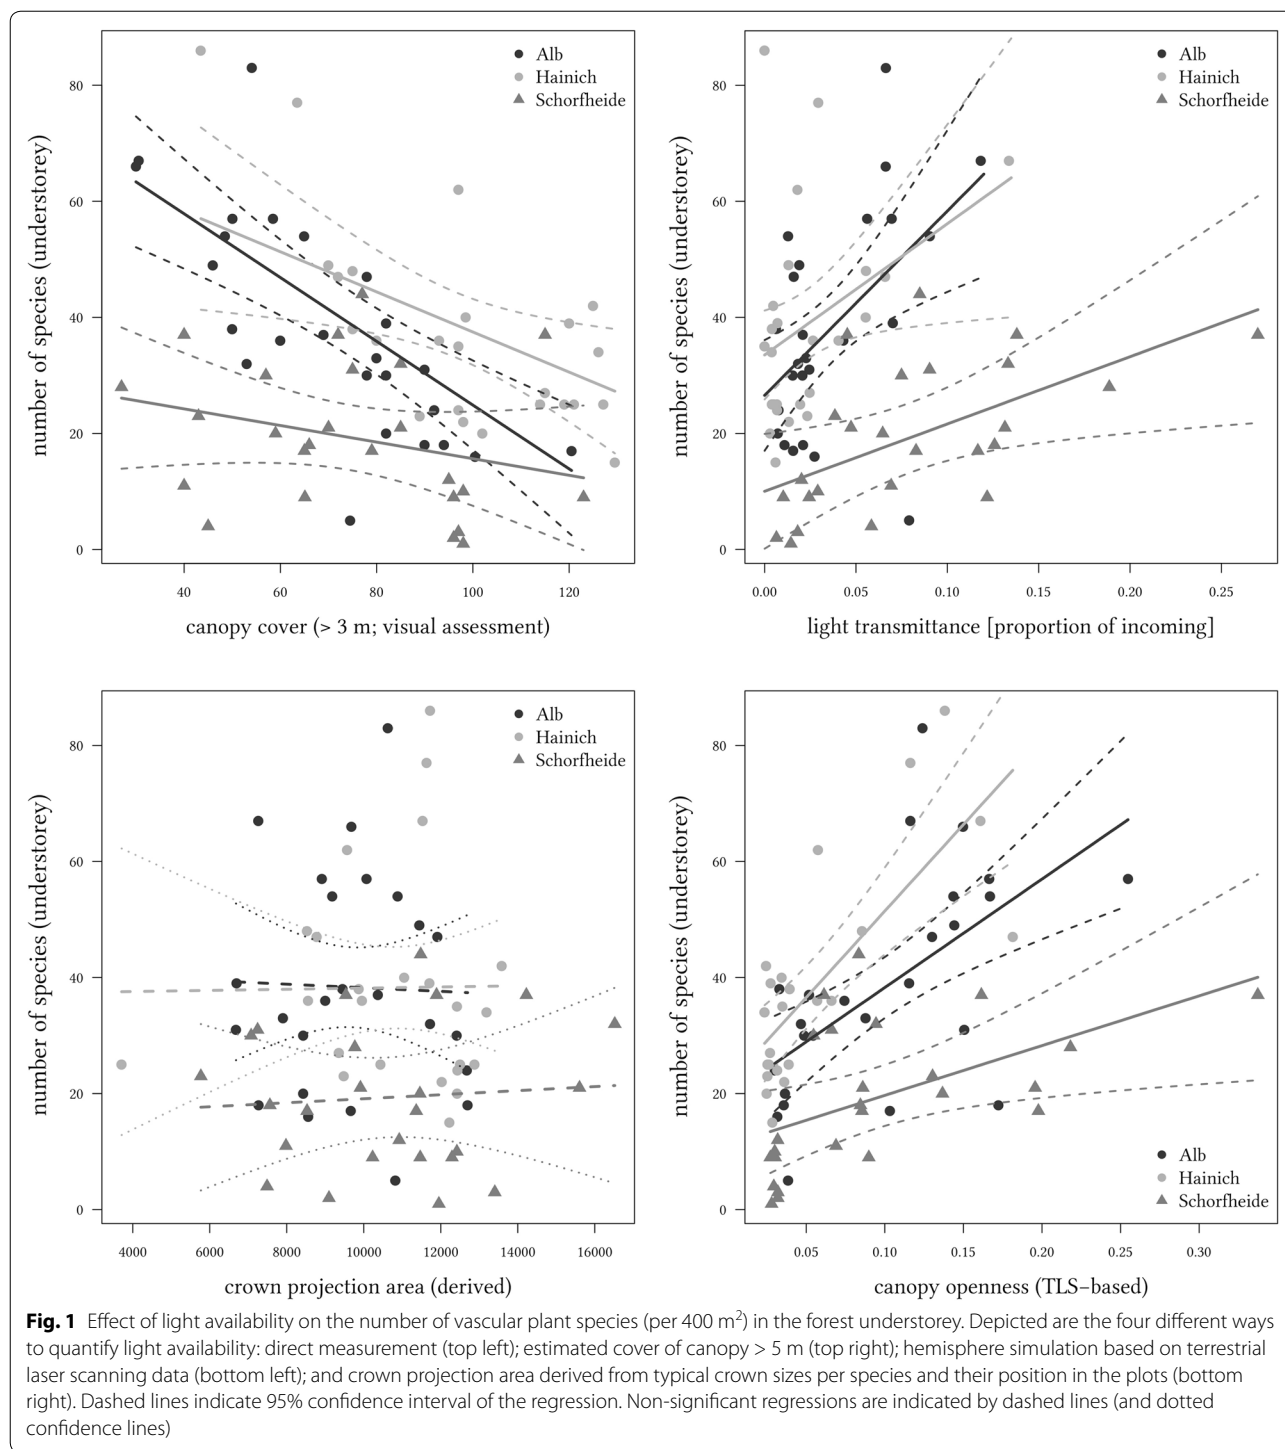 Alb
Hainich
Schorfheide
number of species (understorey)
80
60
40
20
0
40 60 80 100 120
canopy cover (> 3 m; visual assessment)
Alb
Hainich
Schorfheide
number of species (understorey)
80
60
40
20
0
0.00 0.05 0.10 0.15 0.20 0.25
light transmittance [proportion of incoming]
Alb
Hainich
Schorfheide
number of species (understorey)
80
60
40
20
0
4000 6000 8000 10000 12000 14000 16000
crown projection area (derived)
number of species (understorey)
80
60
40
20
0
Alb
Hainich
Schorfheide
0.05 0.10 0.15 0.20 0.25 0.30
canopy openness (TLS–based)
Fig. 1 Effect of light availability on the number of vascular plant species (per 400 m²) in the forest understorey. Depicted are the four different ways
to quantify light availability: direct measurement (top left); estimated cover of canopy > 5 m (top right); hemisphere simulation based on terrestrial
laser scanning data (bottom left); and crown projection area derived from typical crown sizes per species and their position in the plots (bottom
right). Dashed lines indicate 95% confidence interval of the regression. Non-significant regressions are indicated by dashed lines (and dotted
confidence lines)